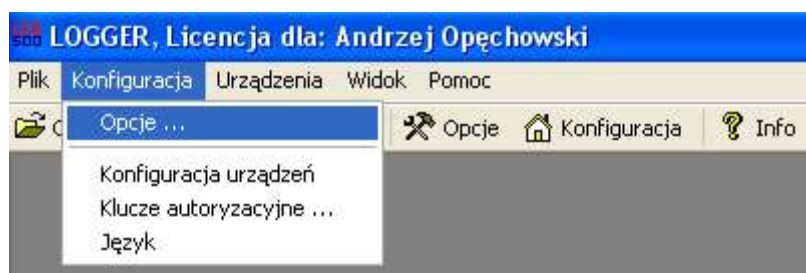 LOGGER, Licencja dla: Andrzej Opęchowski
Plik Konfiguracja Urządzenia Widok Pomoc
Opcje ... Opcje Konfiguracja Info
Konfiguracja urządzeń
Klucze autoryzacyjne ...
Język